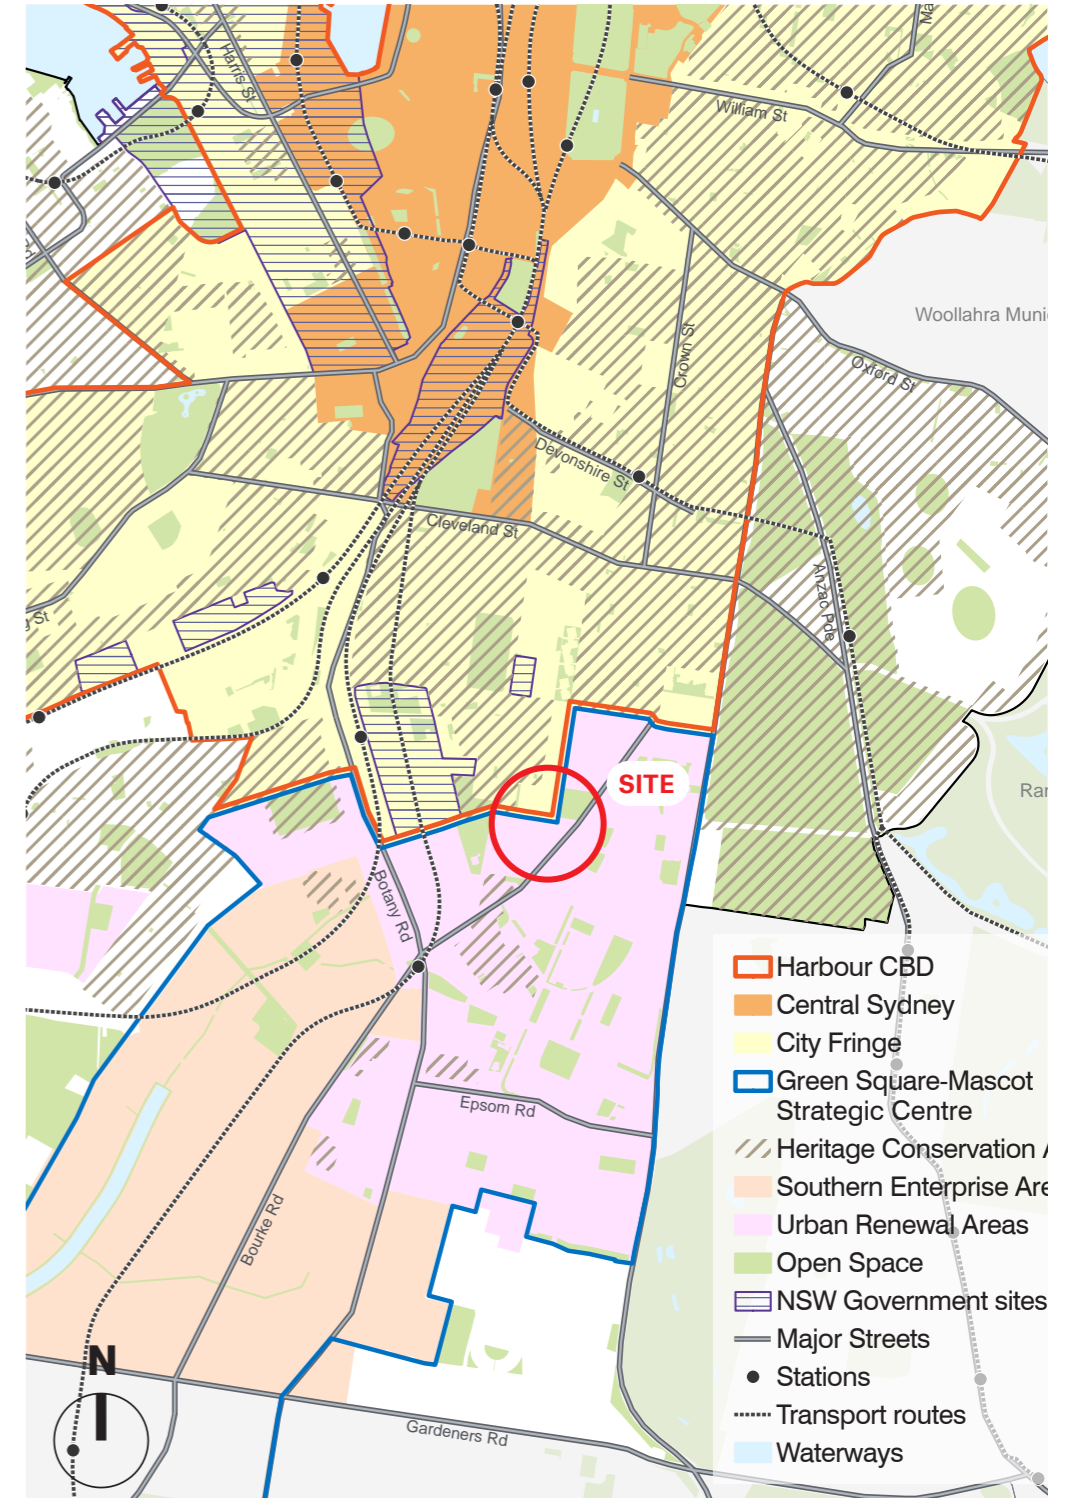 Harris St
Ma
William St
Woollahra Muni
Crown St
Oxford St
Devonshire St
Cleveland St
Anzac Pde
g St
SITE
Ran
Botany Rd
Epsom Rd
Bourke Rd
Gardeners Rd
N
Harbour CBD
Central Sydney
City Fringe
Green Square-Mascot
Strategic Centre
Heritage Conservation A
Southern Enterprise Are
Urban Renewal Areas
Open Space
NSW Government sites
Major Streets
Stations
Transport routes
Waterways